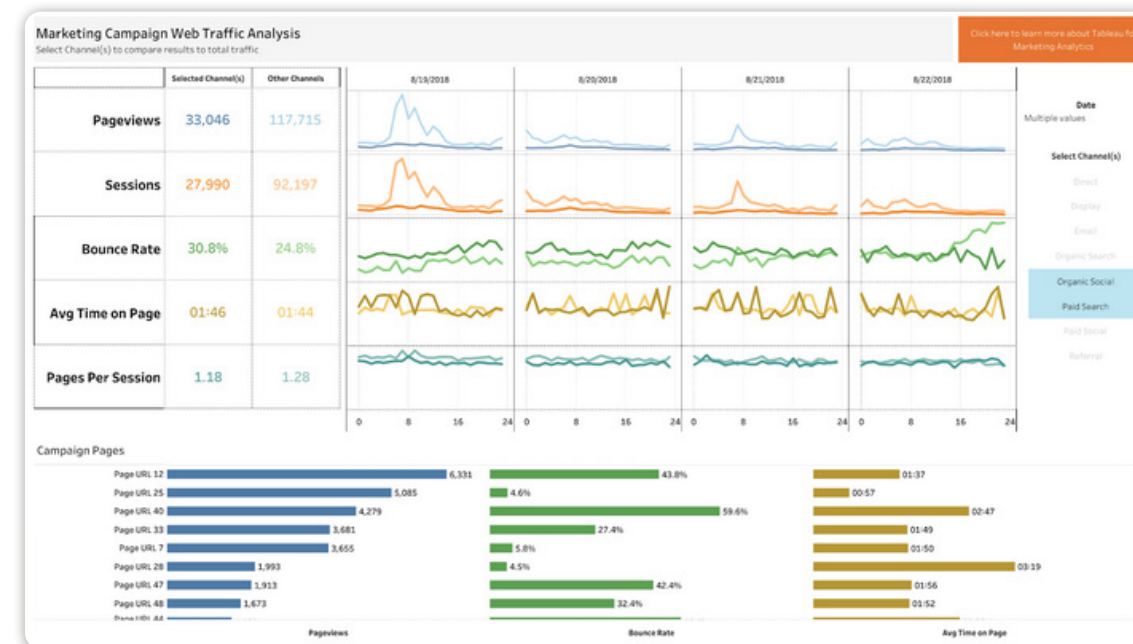 Marketing Campaign Web Traffic Analysis
Select Channel(s) to compare results to total traffic
Click here to learn more about Tableau fo
Marketing Analytics
Selected Channel(s) Other Channels 8/19/2018 8/20/2018 8/21/2018 8/22/2018
Date
Multiple values
Pageviews 33,046 117,715
Select Channel(s)
Direct
Display
Email
Organic Search
Organic Social
Paid Search
Paid Social
Referral
Sessions 27,990 92,197
Bounce Rate 30.8% 24.8%
Avg Time on Page 01:46 01:44
Pages Per Session 1.18 1.28
0 8 16 24 0 8 16 24 0 8 16 24 0 8 16 24
Campaign Pages
Page URL 12 6,331 43.8% 01:37
Page URL 25 5,085 4.6% 00:57
Page URL 40 4,279 59.6% 02:47
Page URL 33 3,681 27.4% 01:49
Page URL 7 3,655 5.8% 01:50
Page URL 28 1,993 4.5% 03:19
Page URL 47 1,913 42.4% 01:56
Page URL 48 1,673 32.4% 01:52
Page URL 44
Pageviews Bounce Rate Avg Time on Page